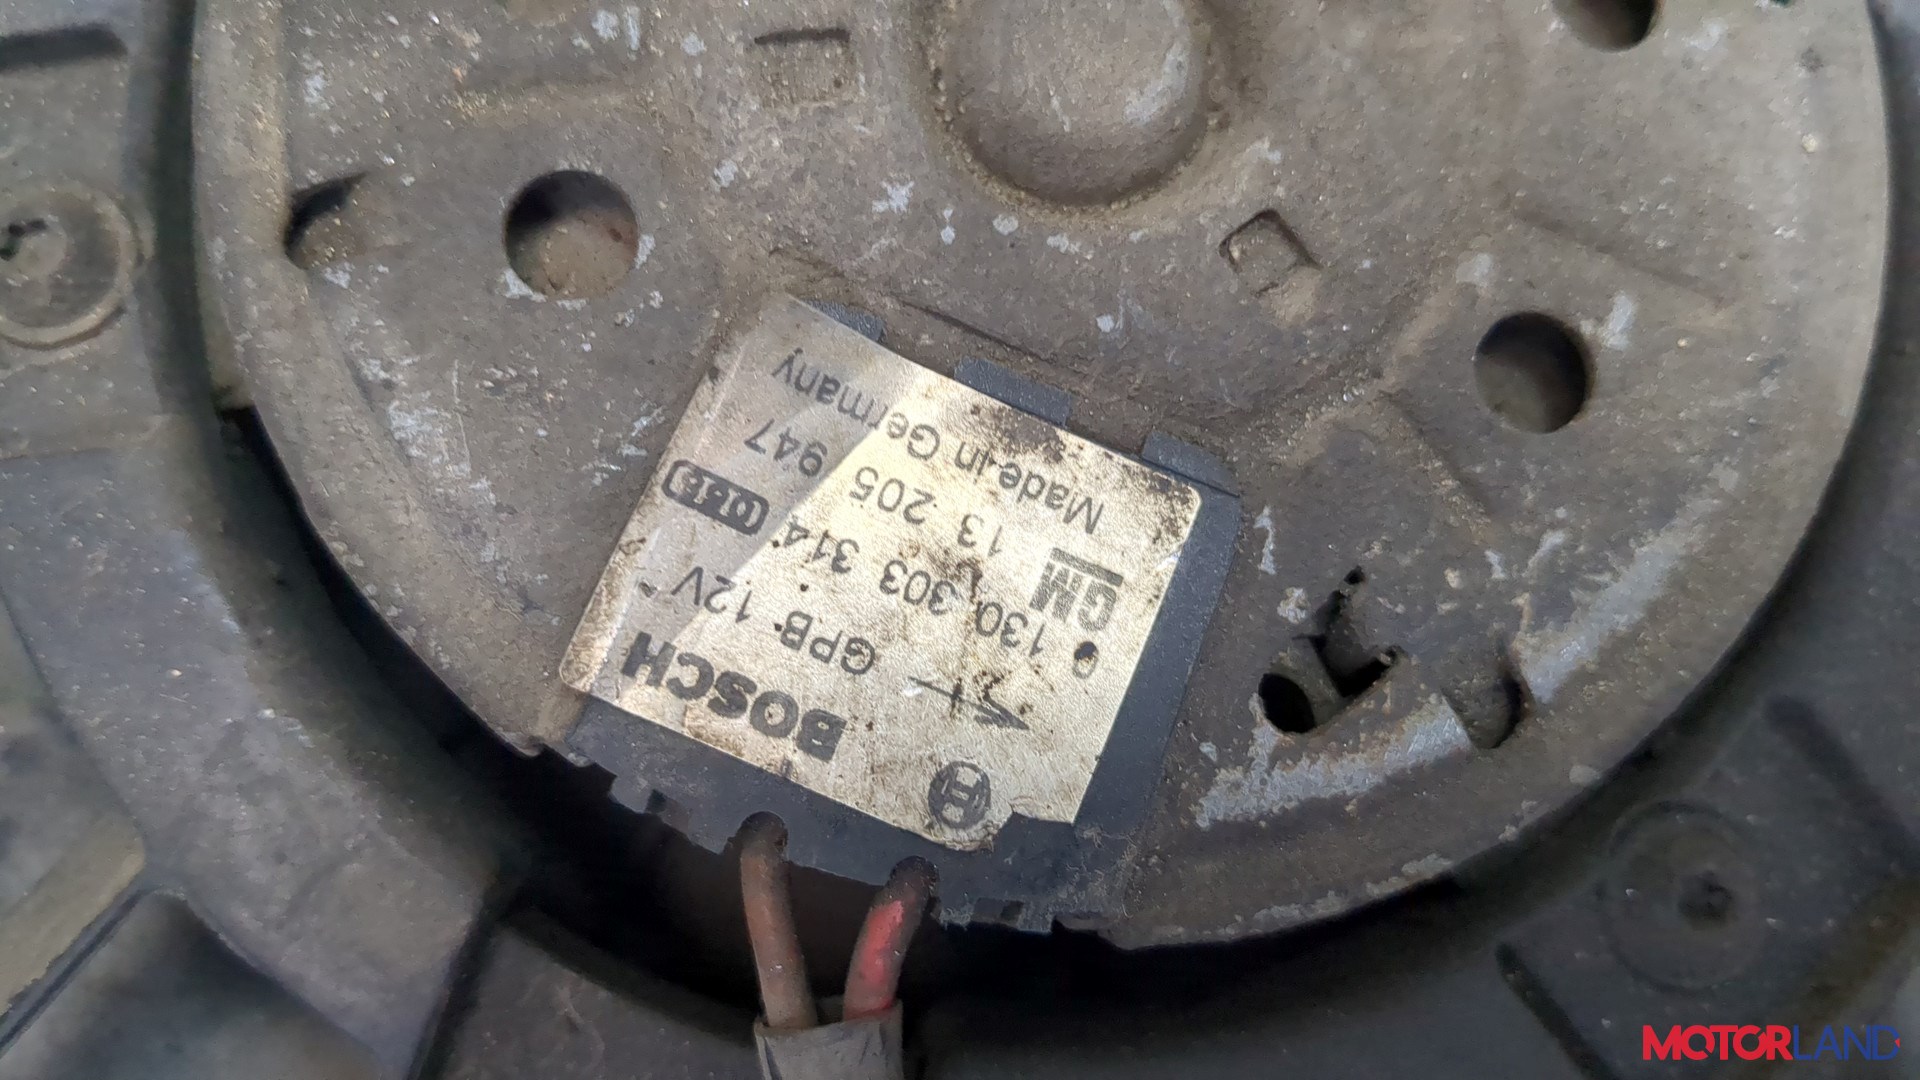 BOSCH
GPB 12V
0 130 303 314
GM 13 205 947
Made in Germany
MOTORLAND